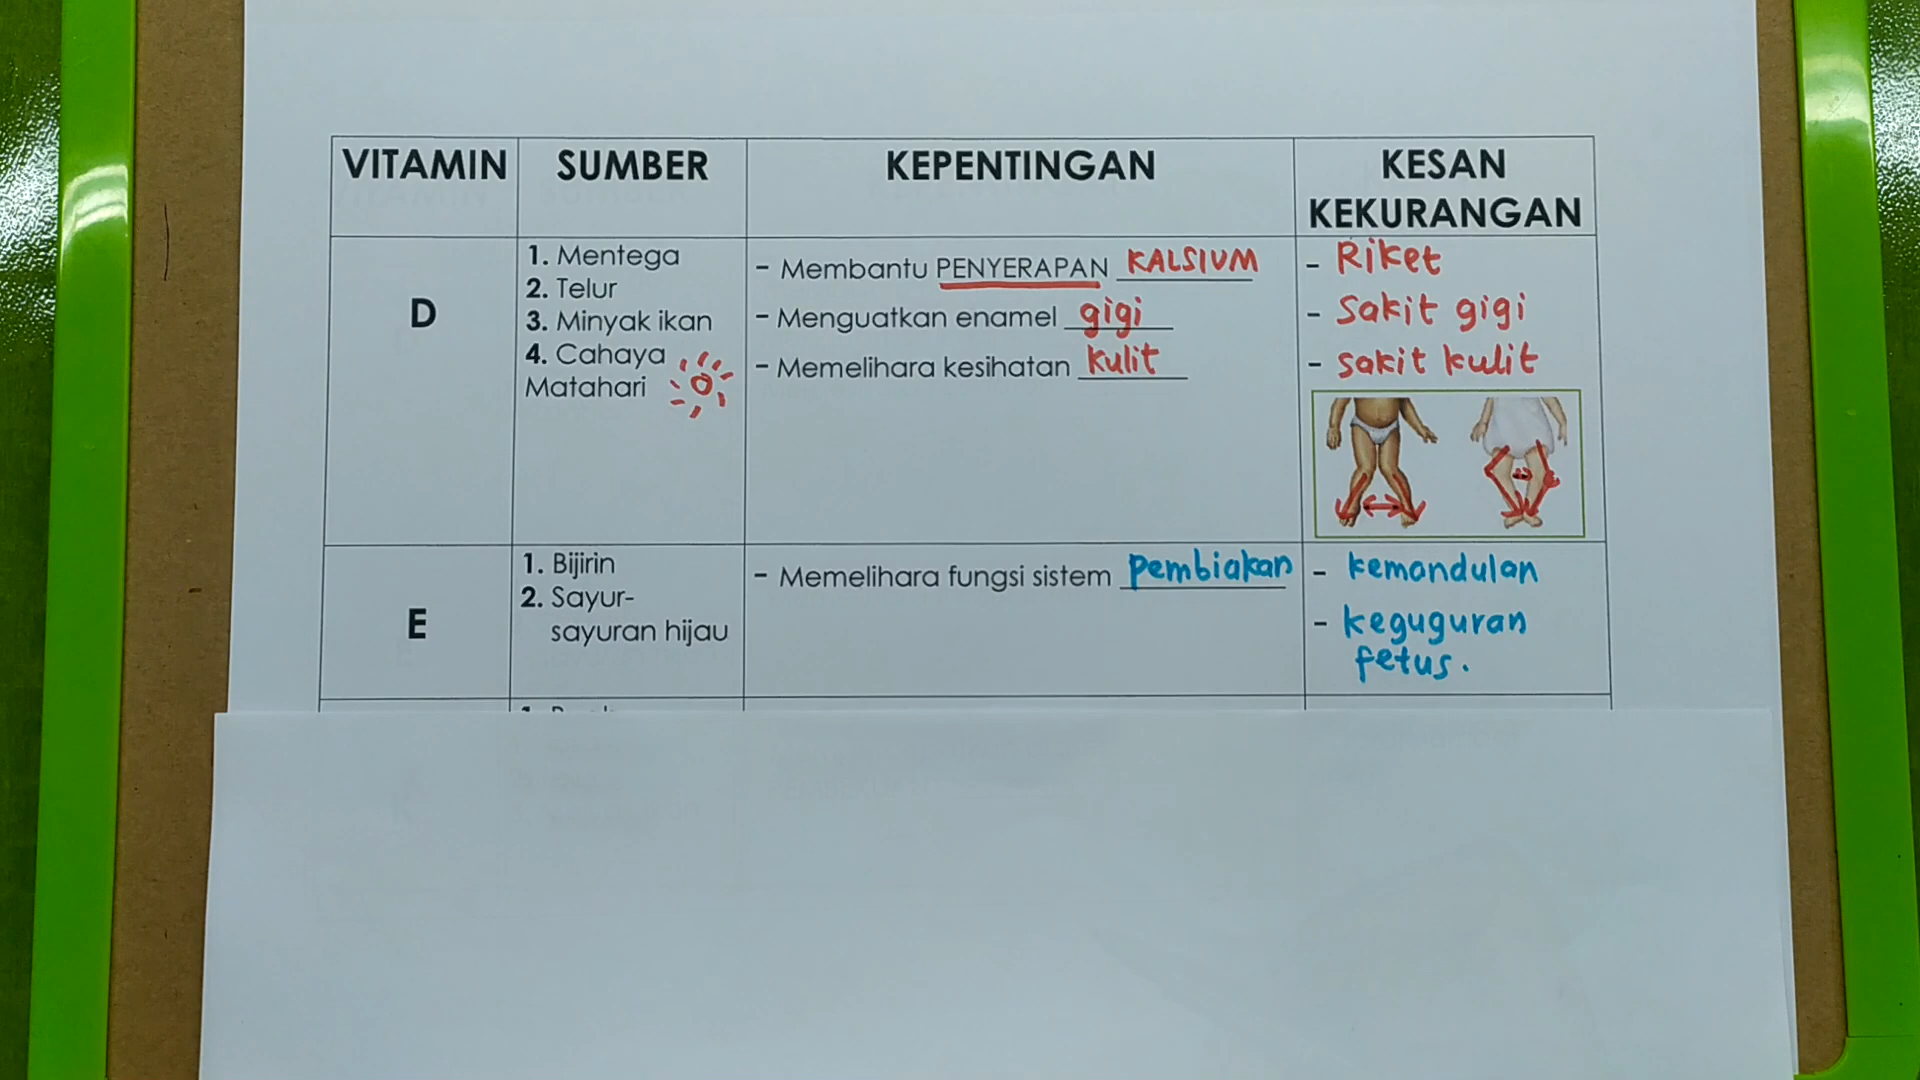 VITAMIN SUMBER KEPENTINGAN KESAN
KEKURANGAN
D
1. Mentega
2. Telur
3. Minyak ikan
4. Cahaya
Matahari
- Membantu PENYERAPAN KALSIUM
- Menguatkan enamel gigi
- Memelihara kesihatan kulit
- Riket
- Sakit gigi
- sakit kulit
E
1. Bijirin
2. Sayur-
sayuran hijau
- Memelihara fungsi sistem pembiakan
- kemandulan
- keguguran
fetus.